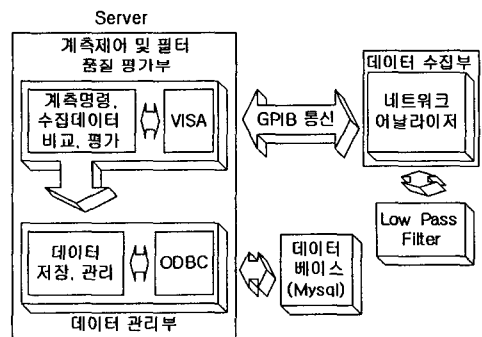 Server
계측제어 및 필터
품질 평가부
계측명령,
수집데이터
비교, 평가
VISA
GPIB 통신
데이터 수집부
네트워크
어날라이저
Low Pass
Filter
데이터
저장, 관리
ODBC
데이터
베이스
(Mysql)
데이터 관리부